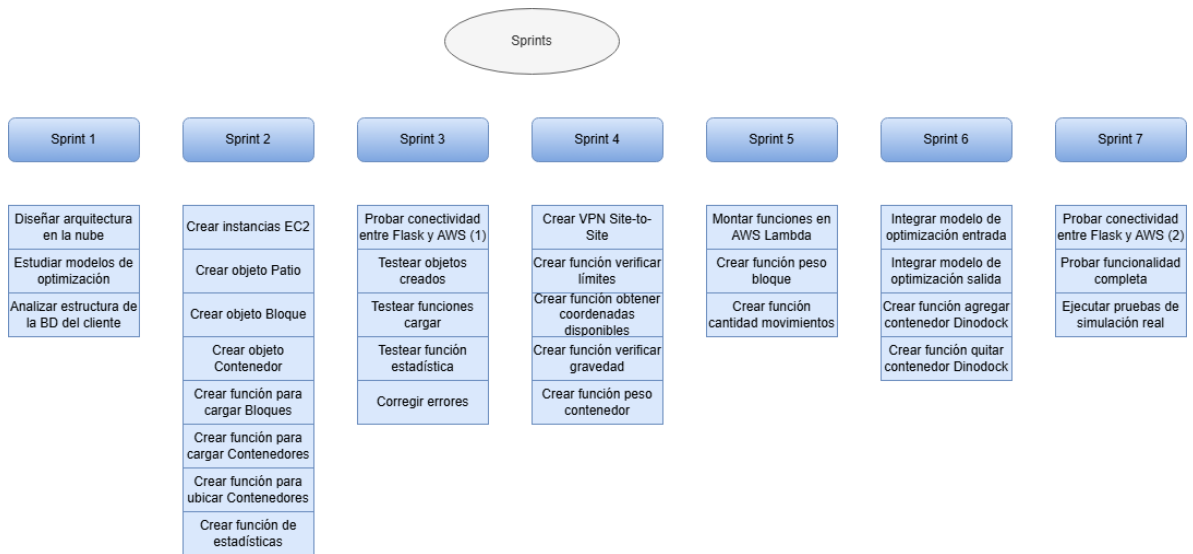 Sprints
Sprint 1
Sprint 2
Sprint 3
Sprint 4
Sprint 5
Sprint 6
Sprint 7
Diseñar arquitectura
en la nube
Estudiar modelos de
optimización
Analizar estructura de
la BD del cliente
Crear instancias EC2
Crear objeto Patio
Crear objeto Bloque
Crear objeto
Contenedor
Crear función para
cargar Bloques
Crear función para
cargar Contenedores
Crear función para
ubicar Contenedores
Crear función de
estadísticas
Probar conectividad
entre Flask y AWS (1)
Testear objetos
creados
Testear funciones
cargar
Testear función
estadística
Corregir errores
Crear VPN Site-to-
Site
Crear función verificar
límites
Crear función obtener
coordenadas
disponibles
Crear función verificar
gravedad
Crear función peso
contenedor
Montar funciones en
AWS Lambda
Crear función peso
bloque
Crear función
cantidad movimientos
Integrar modelo de
optimización entrada
Integrar modelo de
optimización salida
Crear función agregar
contenedor Dinodock
Crear función quitar
contenedor Dinodock
Probar conectividad
entre Flask y AWS (2)
Probar funcionalidad
completa
Ejecutar pruebas de
simulación real